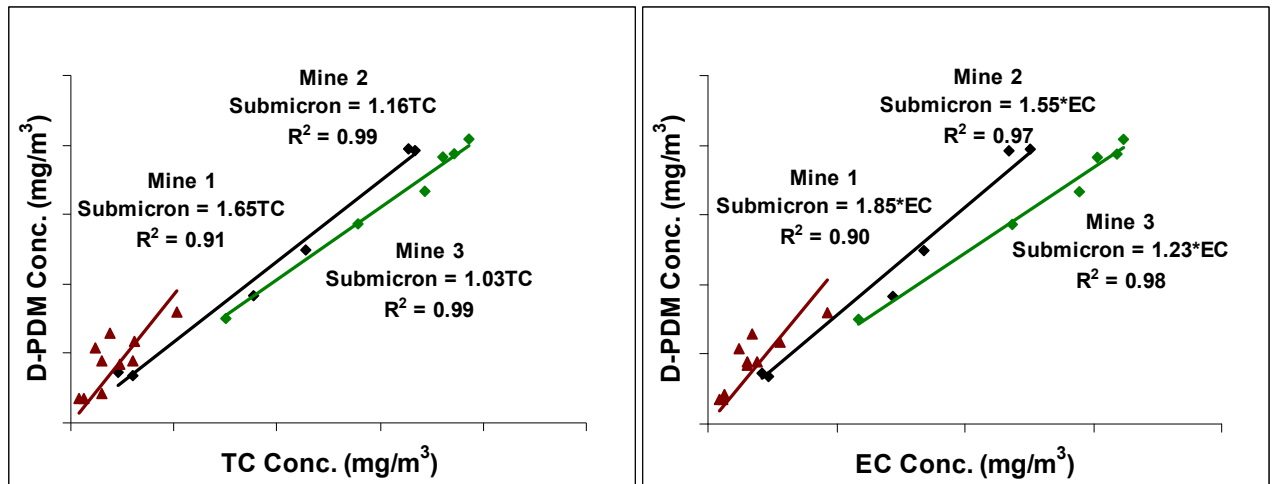 Mine 2
Submicron = 1.16TC
R² = 0.99
Mine 1
Submicron = 1.65TC
R² = 0.91
Mine 3
Submicron = 1.03TC
R² = 0.99
D-PDM Conc. (mg/m³)
TC Conc. (mg/m³)
Mine 2
Submicron = 1.55*EC
R² = 0.97
Mine 1
Submicron = 1.85*EC
R² = 0.90
Mine 3
Submicron = 1.23*EC
R² = 0.98
D-PDM Conc. (mg/m³)
EC Conc. (mg/m³)